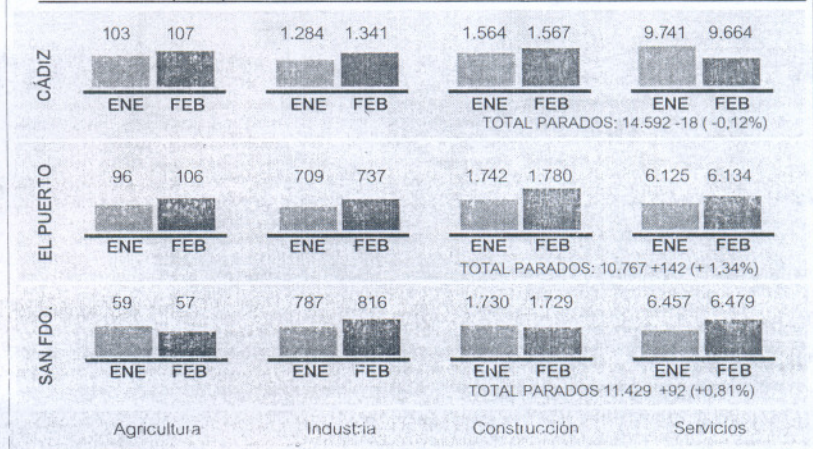 103 107 1.284 1.341 1.564 1.567 9.741 9.664
CÁDIZ
ENE FEB ENE FEB ENE FEB ENE FEB
TOTAL PARADOS: 14.592 -18 ( -0,12%)
96 106 709 737 1.742 1.780 6.125 6.134
EL PUERTO
ENE FEB ENE FEB ENE FEB ENE FEB
TOTAL PARADOS: 10.767 +142 (+ 1,34%)
59 57 787 816 1.730 1.729 6.457 6.479
SAN FDO.
ENE FEB ENE FEB ENE FEB ENE FEB
TOTAL PARADOS 11.429 +92 (+0,81%)
Agricultura Industria Construcción Servicios